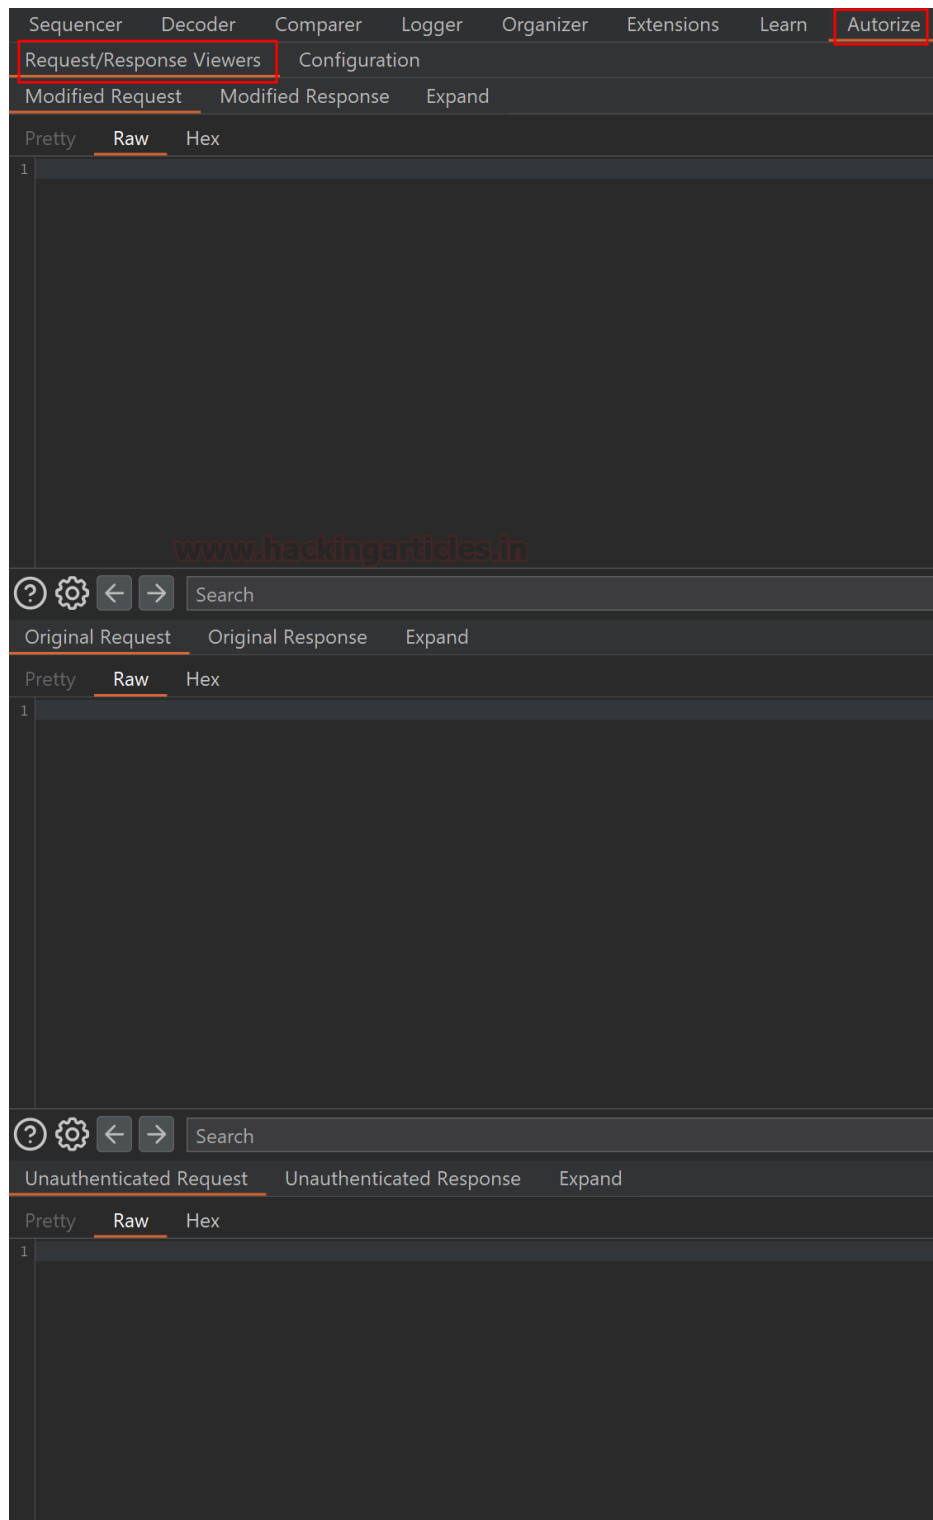 Sequencer Decoder Comparer Logger Organizer Extensions Learn Autorize
Request/Response Viewers Configuration
Modified Request Modified Response Expand
Pretty Raw Hex
1
www.hackingarticles.in
Search
Original Request Original Response Expand
Pretty Raw Hex
1
Search
Unauthenticated Request Unauthenticated Response Expand
Pretty Raw Hex
1